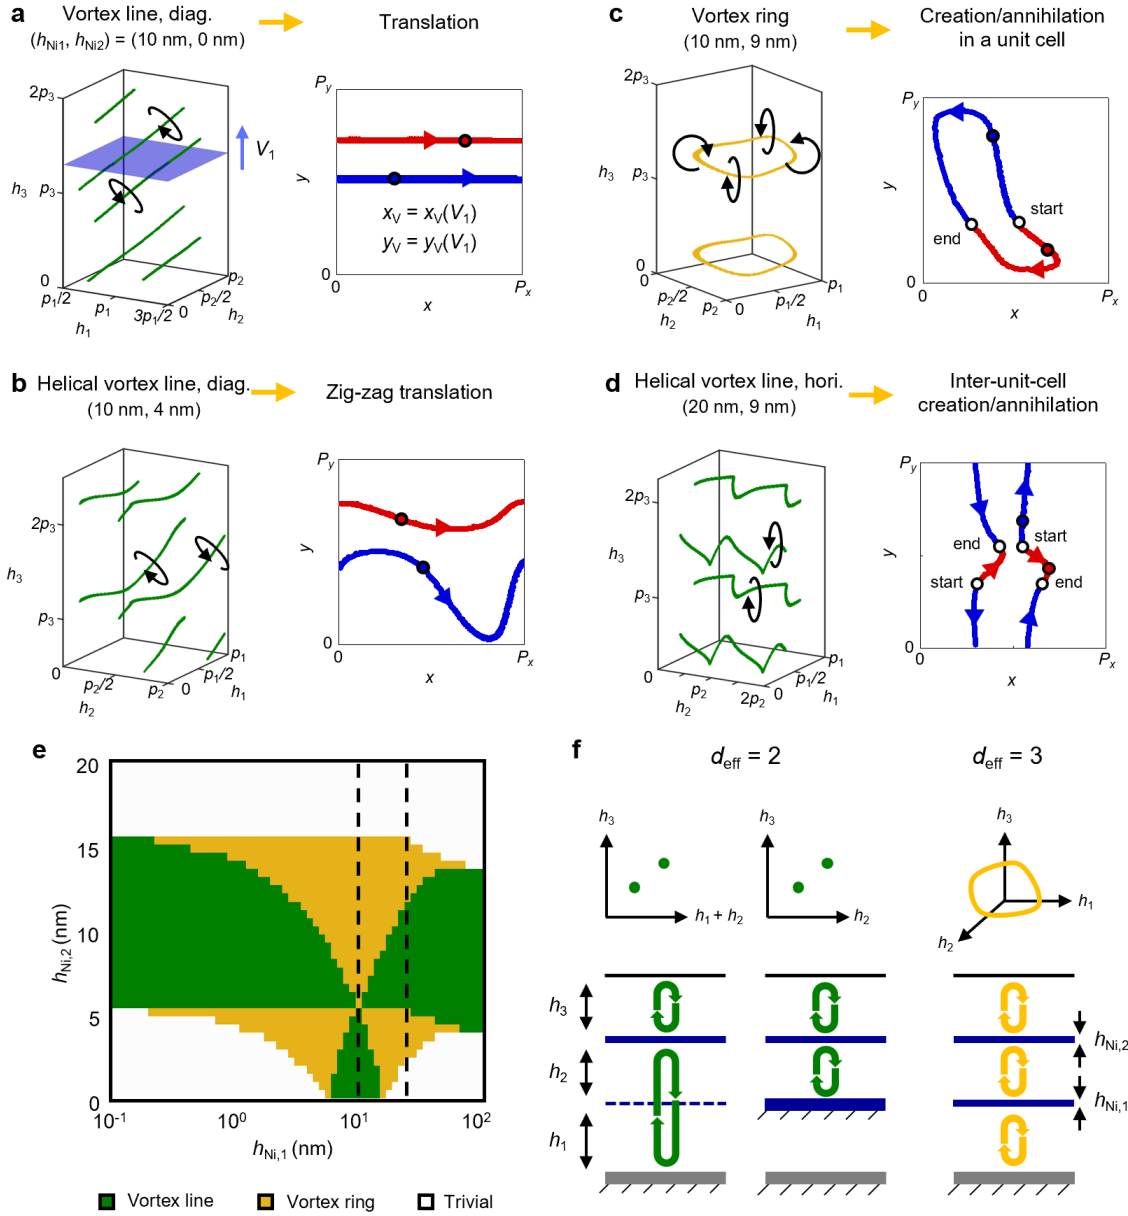 a
Vortex line, diag.
(hNi1, hNi2) = (10 nm, 0 nm)
Translation
2p3
h3
p3
0
p1/2
p1
3p1/2
h1
0
p2/2
p2
h2
V1
Py
y
0
x
Px
xV = xV(V1)
yV = yV(V1)
b
Helical vortex line, diag.
(10 nm, 4 nm)
Zig-zag translation
2p3
h3
p3
0
p2/2
p2
h2
0
p1/2
p1
h1
Py
y
0
0
x
Px
c
Vortex ring
(10 nm, 9 nm)
Creation/annihilation
in a unit cell
2p3
h3
p3
0
p2/2
p2
h2
0
p1/2
p1
h1
Py
y
0
0
x
Px
start
end
d
Helical vortex line, hori.
(20 nm, 9 nm)
Inter-unit-cell
creation/annihilation
2p3
h3
p3
0
p2
2p2
h2
0
p1/2
p1
h1
Py
y
0
0
x
Px
end
start
start
end
e
20
15
10
5
0
hNi,2 (nm)
10-1
100
101
102
hNi,1 (nm)
Vortex line
Vortex ring
Trivial
f
deff = 2
deff = 3
h3
h1 + h2
h3
h2
h3
h1
h2
h3
h2
h1
hNi,2
hNi,1